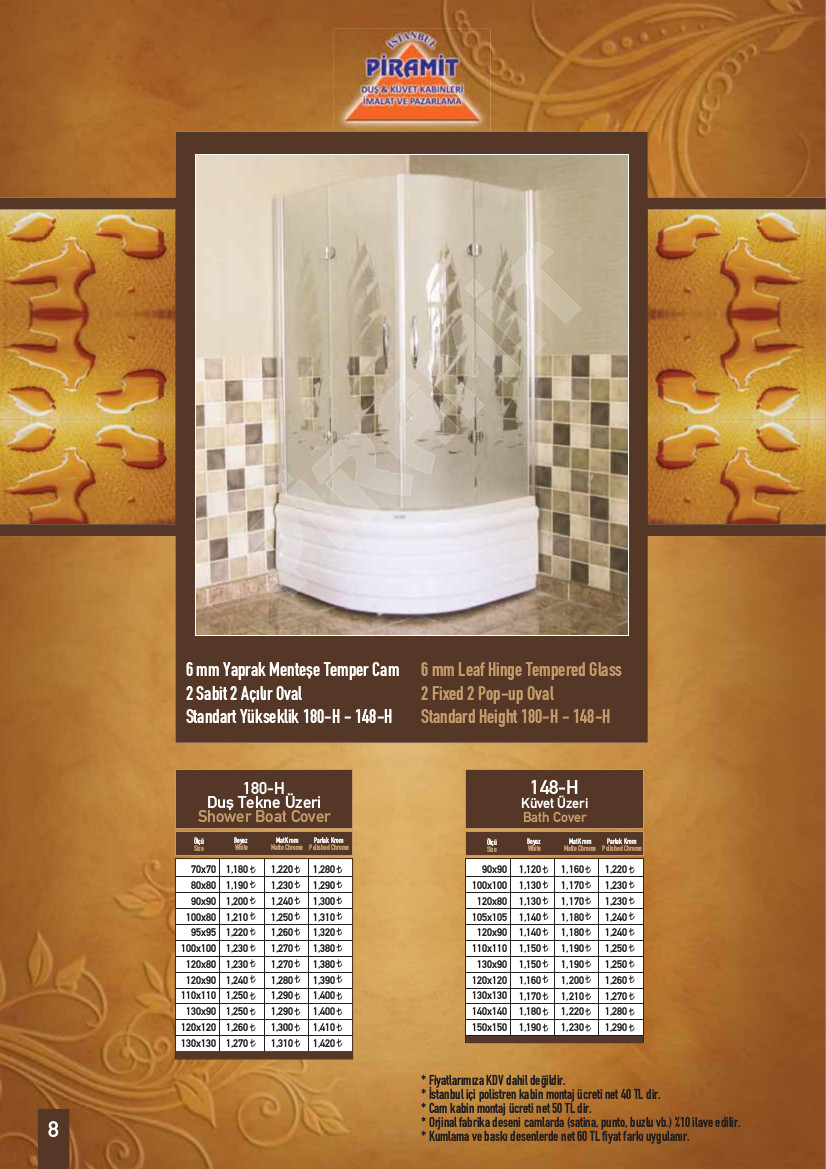 İSTANBUL
PİRAMİT
DUŞ & KÜVET KABİNLERİ
İMALAT VE PAZARLAMA
PİRAMİT
6 mm Yaprak Menteşe Temper Cam
2 Sabit 2 Açılır Oval
Standart Yükseklik 180-H - 148-H
6 mm Leaf Hinge Tempered Glass
2 Fixed 2 Pop-up Oval
Standard Height 180-H - 148-H
180-H
Duş Tekne Üzeri
Shower Boat Cover
Ölçü Beyaz Mat Krom Parlak Krom
Size White Matte Chrome Polished Chrome
70x70 1,180 ₺ 1,220 ₺ 1,280 ₺
80x80 1,190 ₺ 1,230 ₺ 1,290 ₺
90x90 1,200 ₺ 1,240 ₺ 1,300 ₺
100x80 1,210 ₺ 1,250 ₺ 1,310 ₺
95x95 1,220 ₺ 1,260 ₺ 1,320 ₺
100x100 1,230 ₺ 1,270 ₺ 1,380 ₺
120x80 1,230 ₺ 1,270 ₺ 1,380 ₺
120x90 1,240 ₺ 1,280 ₺ 1,390 ₺
110x110 1,250 ₺ 1,290 ₺ 1,400 ₺
130x90 1,250 ₺ 1,290 ₺ 1,400 ₺
120x120 1,260 ₺ 1,300 ₺ 1,410 ₺
130x130 1,270 ₺ 1,310 ₺ 1,420 ₺
148-H
Küvet Üzeri
Bath Cover
Ölçü Beyaz Mat Krom Parlak Krom
Size White Matte Chrome Polished Chrome
90x90 1,120 ₺ 1,160 ₺ 1,220 ₺
100x100 1,130 ₺ 1,170 ₺ 1,230 ₺
120x80 1,130 ₺ 1,170 ₺ 1,230 ₺
105x105 1,140 ₺ 1,180 ₺ 1,240 ₺
120x90 1,140 ₺ 1,180 ₺ 1,240 ₺
110x110 1,150 ₺ 1,190 ₺ 1,250 ₺
130x90 1,150 ₺ 1,190 ₺ 1,250 ₺
120x120 1,160 ₺ 1,200 ₺ 1,260 ₺
130x130 1,170 ₺ 1,210 ₺ 1,270 ₺
140x140 1,180 ₺ 1,220 ₺ 1,280 ₺
150x150 1,190 ₺ 1,230 ₺ 1,290 ₺
* Fiyatlarımıza KDV dahil değildir.
* İstanbul içi polistren kabin montaj ücreti net 40 TL dir.
* Cam kabin montaj ücreti net 50 TL dir.
* Orjinal fabrika deseni camlarda (satina, punto, buzlu vb.) %10 ilave edilir.
* Kumlama ve baskı desenlerde net 60 TL fiyat farkı uygulanır.
8